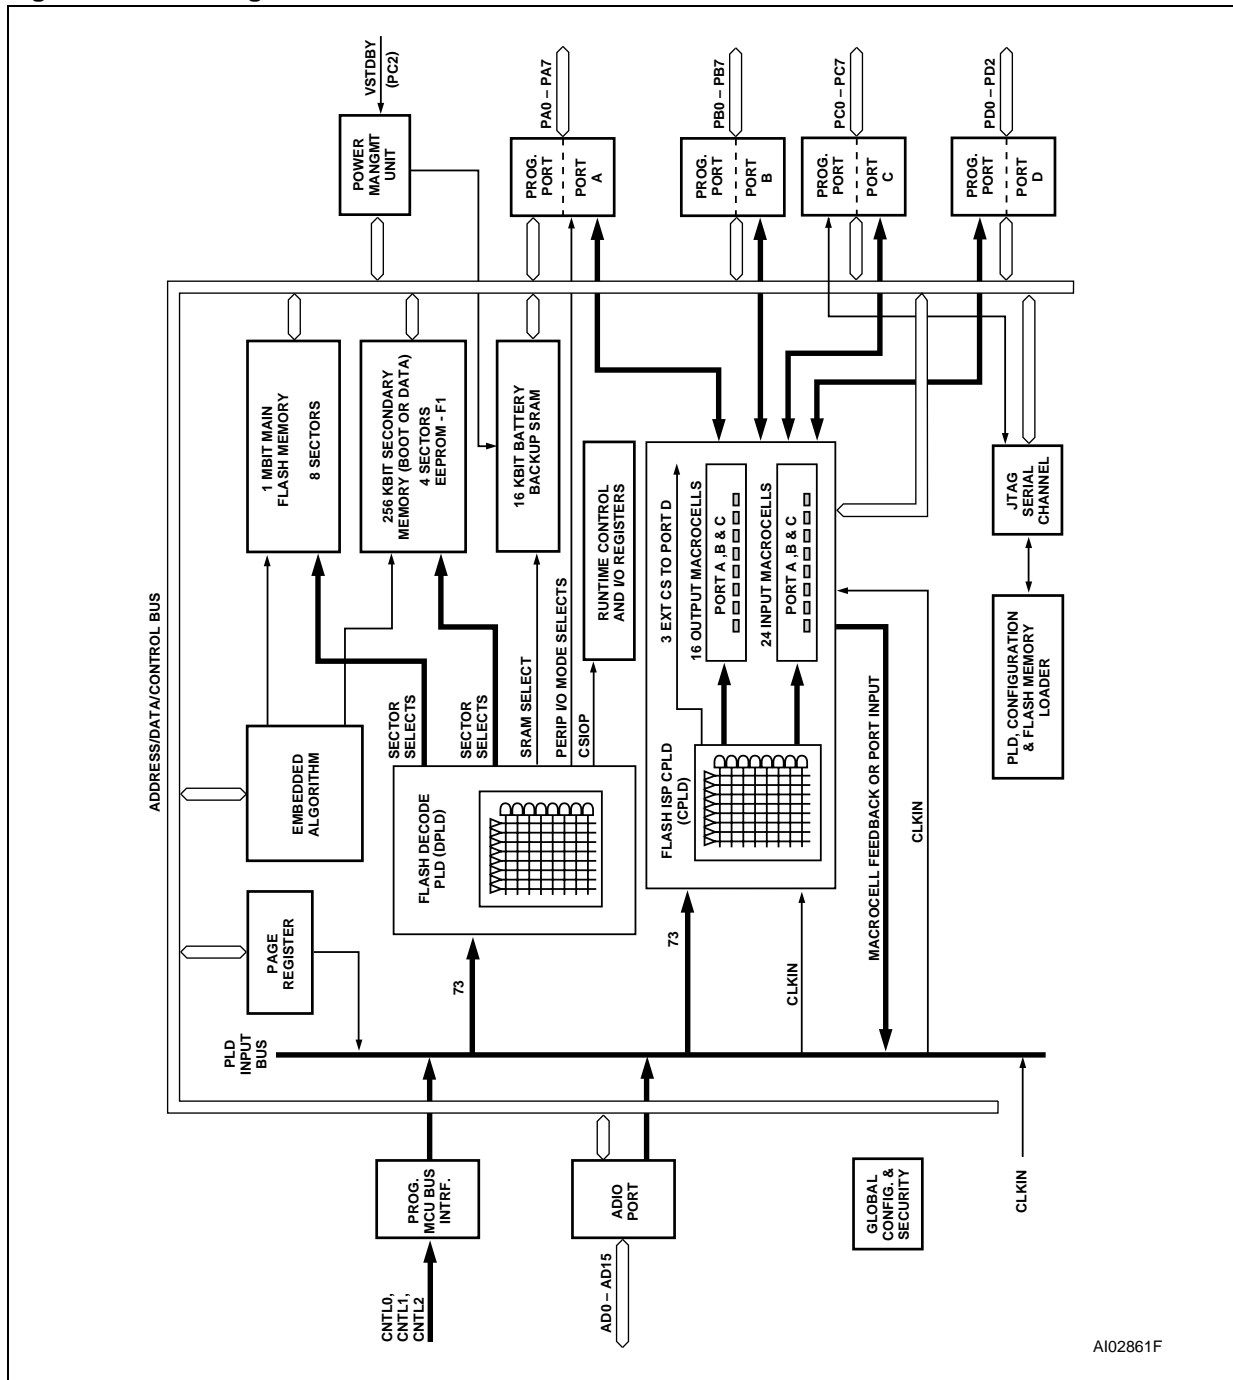 ADDRESS/DATA/CONTROL BUS
CNTL0,
CNTL1,
CNTL2
PROG.
MCU BUS
INTRF.
AD0 – AD15
ADIO
PORT
GLOBAL
CONFIG. &
SECURITY
CLKIN
PLD
INPUT
BUS
PAGE
REGISTER
EMBEDDED
ALGORITHM
73
FLASH DECODE
PLD (DPLD)
SECTOR
SELECTS
SECTOR
SELECTS
SRAM SELECT
PERIP I/O MODE SELECTS
CSIOP
73
CLKIN
FLASH ISP CPLD
(CPLD)
3 EXT CS TO PORT D
16 OUTPUT MACROCELLS
PORT A ,B & C
24 INPUT MACROCELLS
PORT A ,B & C
MACROCELL FEEDBACK OR PORT INPUT
CLKIN
1 MBIT MAIN
FLASH MEMORY
8 SECTORS
256 KBIT SECONDARY
MEMORY (BOOT OR DATA)
4 SECTORS
EEPROM - F1
16 KBIT BATTERY
BACKUP SRAM
RUNTIME CONTROL
AND I/O REGISTERS
JTAG
SERIAL
CHANNEL
PLD, CONFIGURATION
& FLASH MEMORY
LOADER
POWER
MANGMT
UNIT
VSTDBY
(PC2)
PROG.
PORT
PORT
A
PA0 – PA7
PROG.
PORT
PORT
B
PB0 – PB7
PROG.
PORT
PORT
C
PC0 – PC7
PROG.
PORT
PORT
D
PD0 – PD2
AI02861F